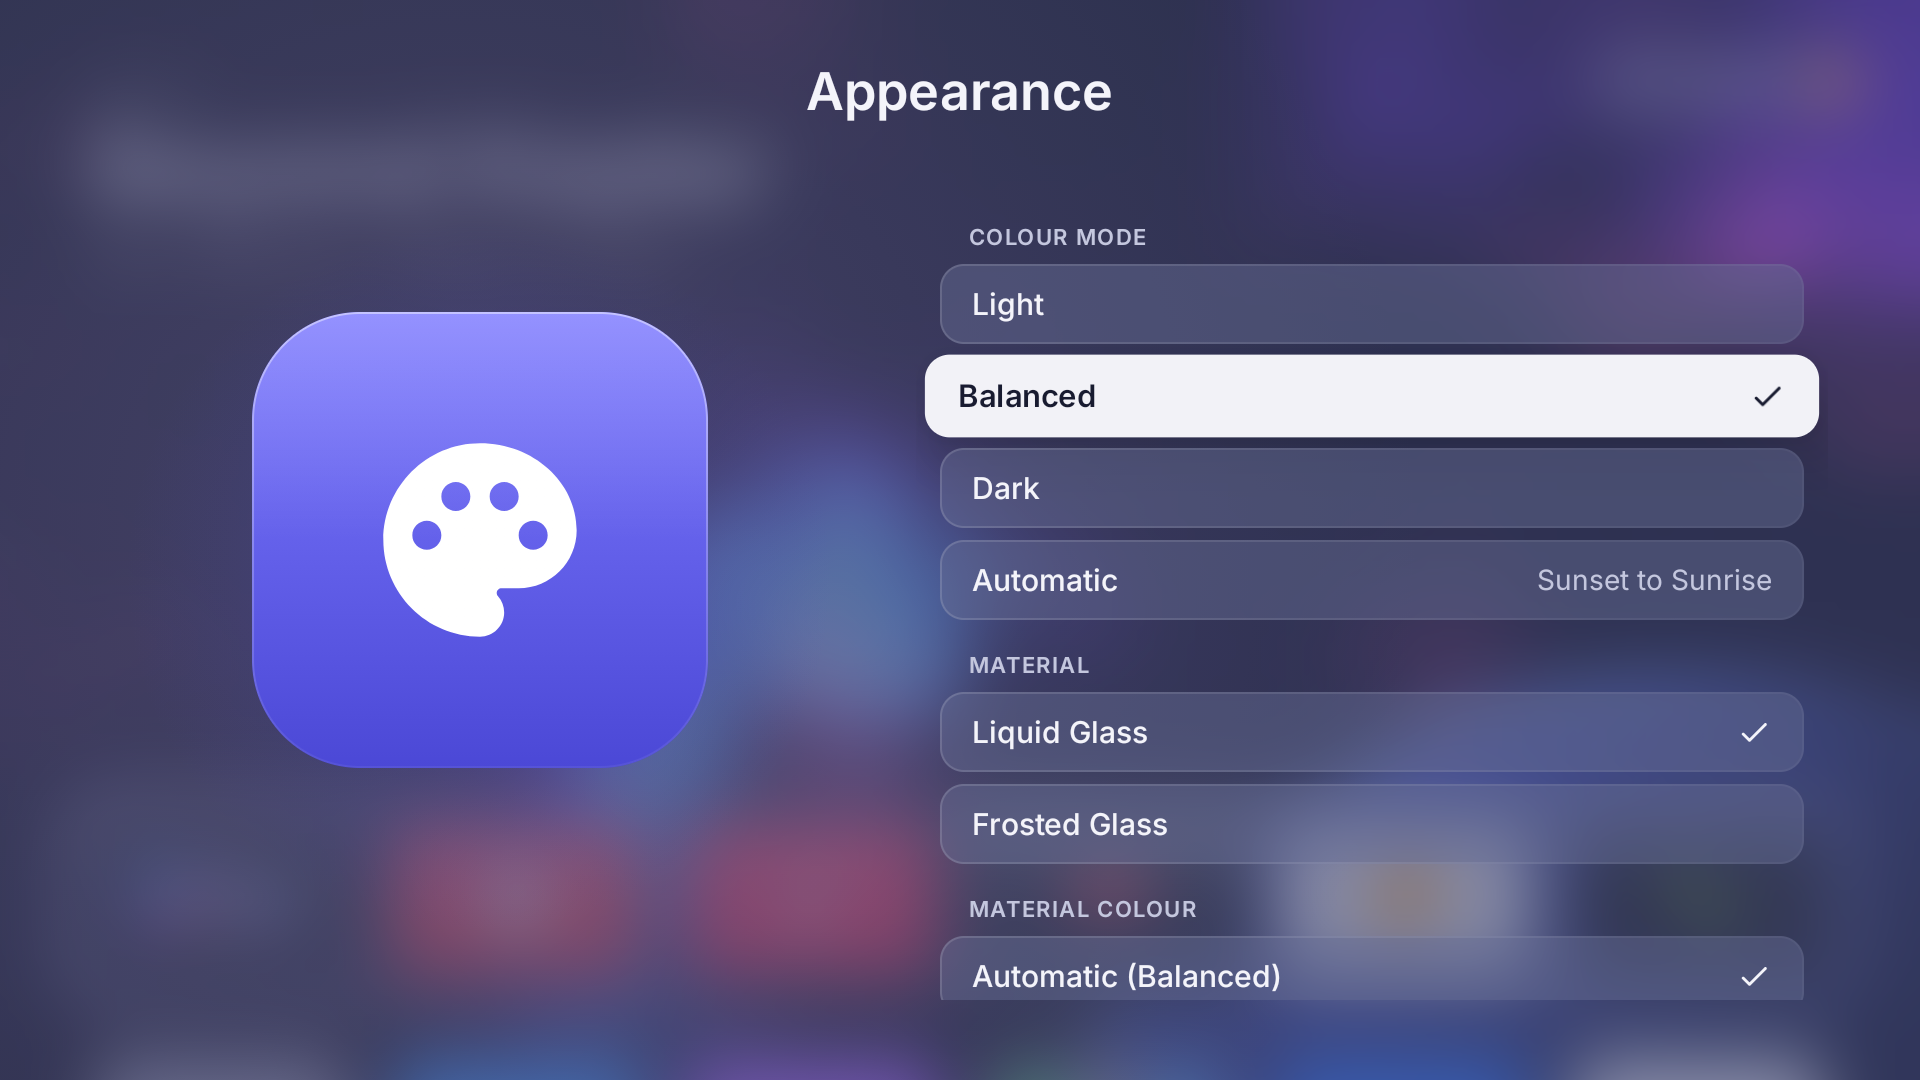 Appearance
COLOUR MODE
Light
Balanced
Dark
Automatic Sunset to Sunrise
MATERIAL
Liquid Glass
Frosted Glass
MATERIAL COLOUR
Automatic (Balanced)